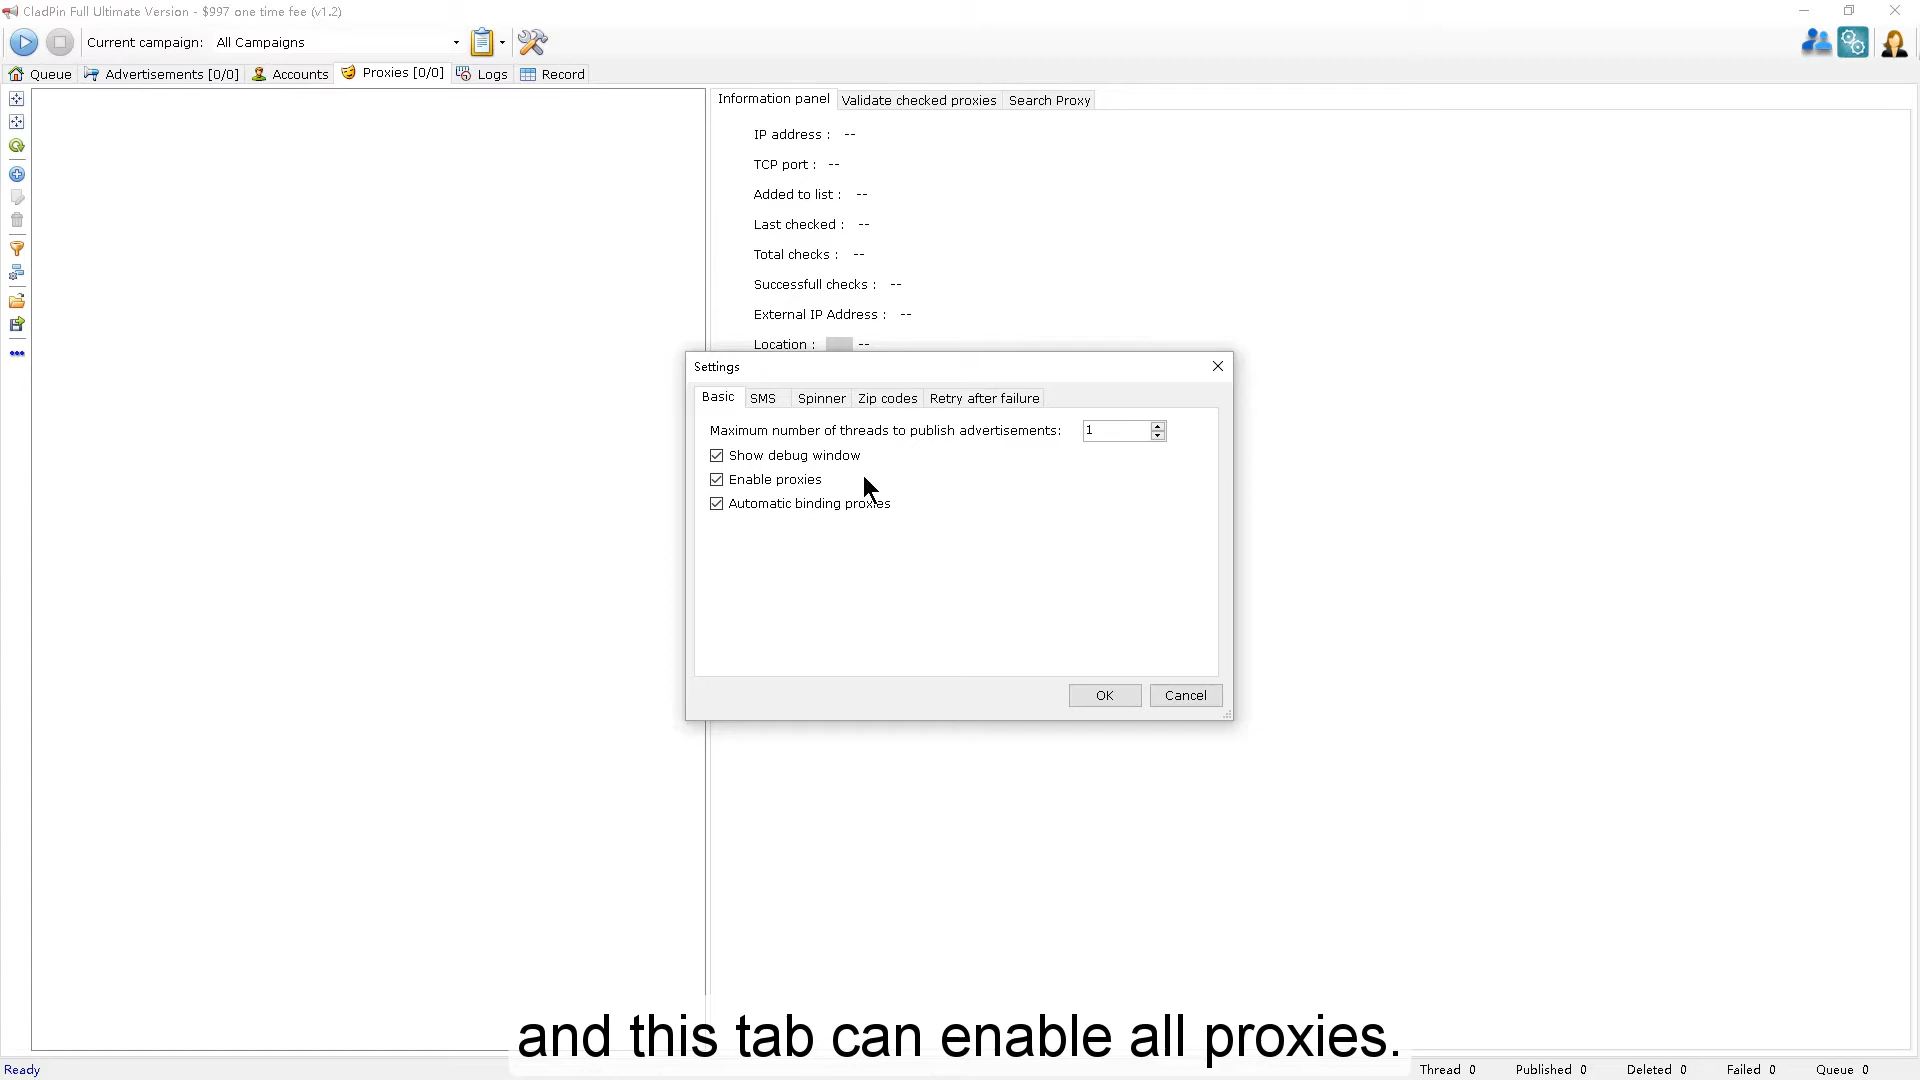 CladPin Full Ultimate Version - $997 one time fee (v1.2)
Current campaign: All Campaigns
Queue Advertisements [0/0] Accounts Proxies [0/0] Logs Record
Information panel Validate checked proxies Search Proxy
IP address : --
TCP port : --
Added to list : --
Last checked : --
Total checks : --
Successfull checks : --
External IP Address : --
Location : --
Settings
Basic SMS Spinner Zip codes Retry after failure
Maximum number of threads to publish advertisements: 1
Show debug window
Enable proxies
Automatic binding proxies
OK Cancel
and this tab can enable all proxies.
Ready Thread 0 Published 0 Deleted 0 Failed 0 Queue 0